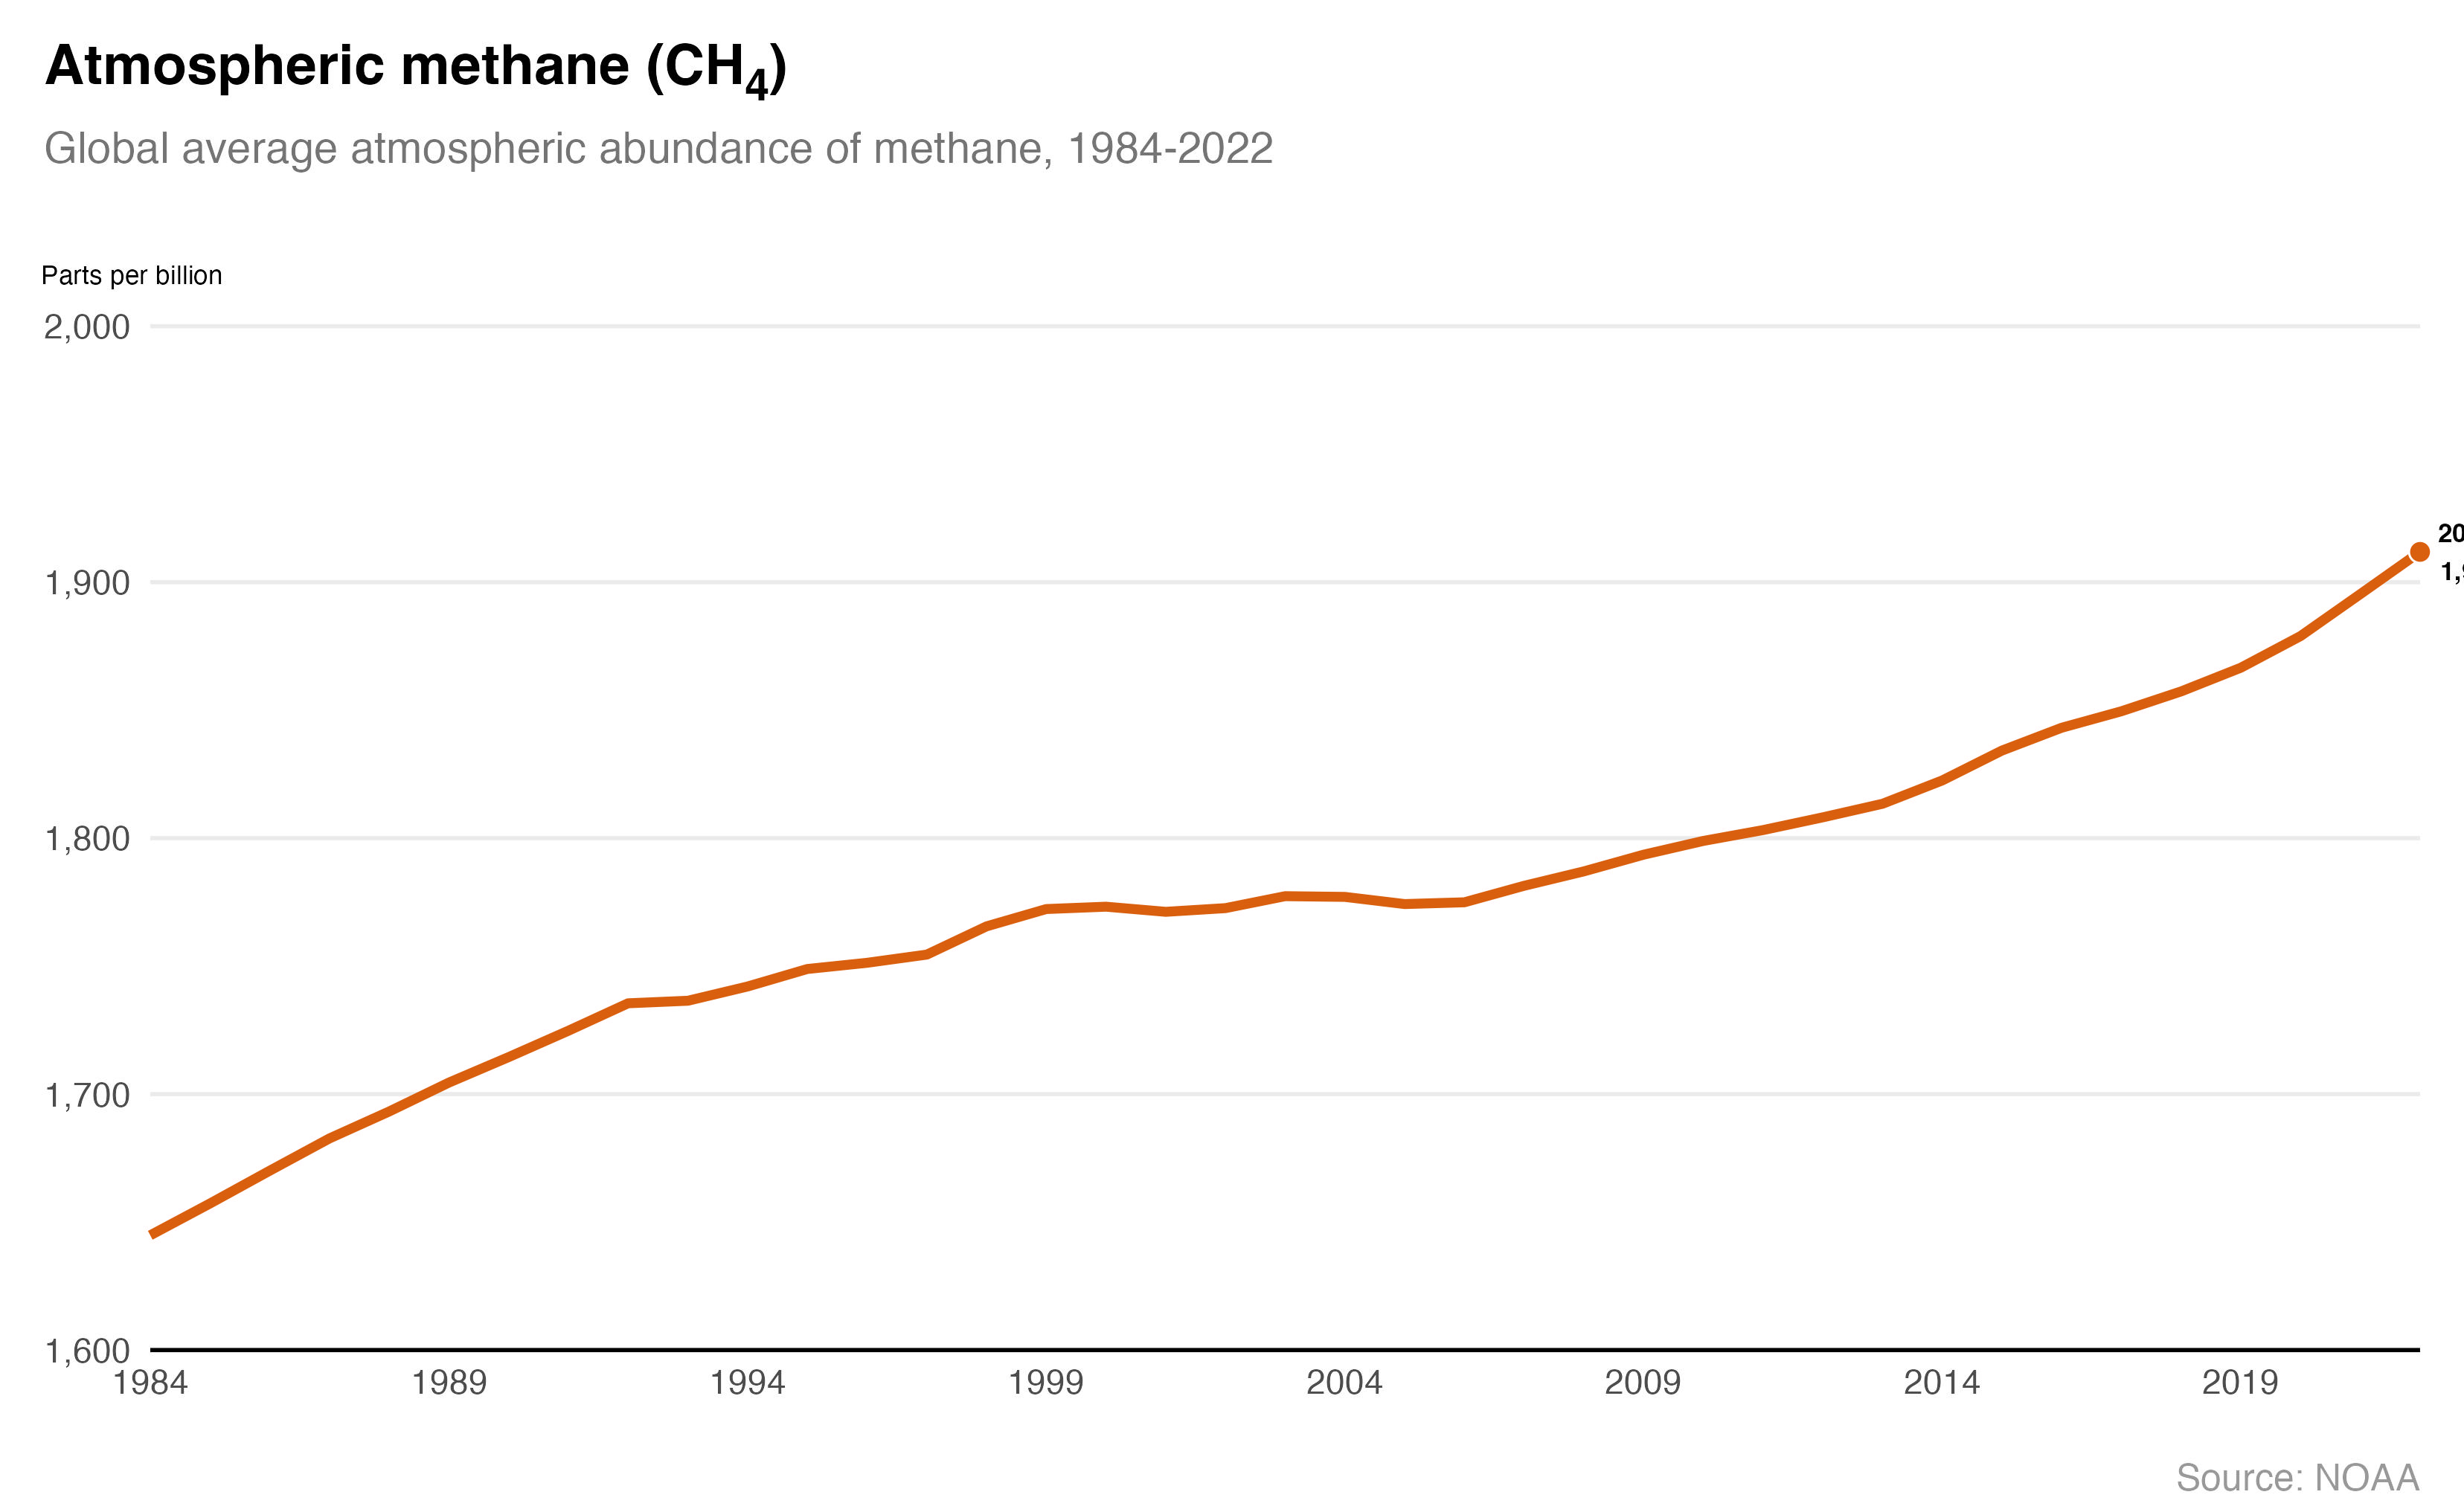 Atmospheric methane (CH₄)
Global average atmospheric abundance of methane, 1984-2022
Parts per billion
2,000
1,900
1,800
1,700
1,600
1984 1989 1994 1999 2004 2009 2014 2019
Source: NOAA